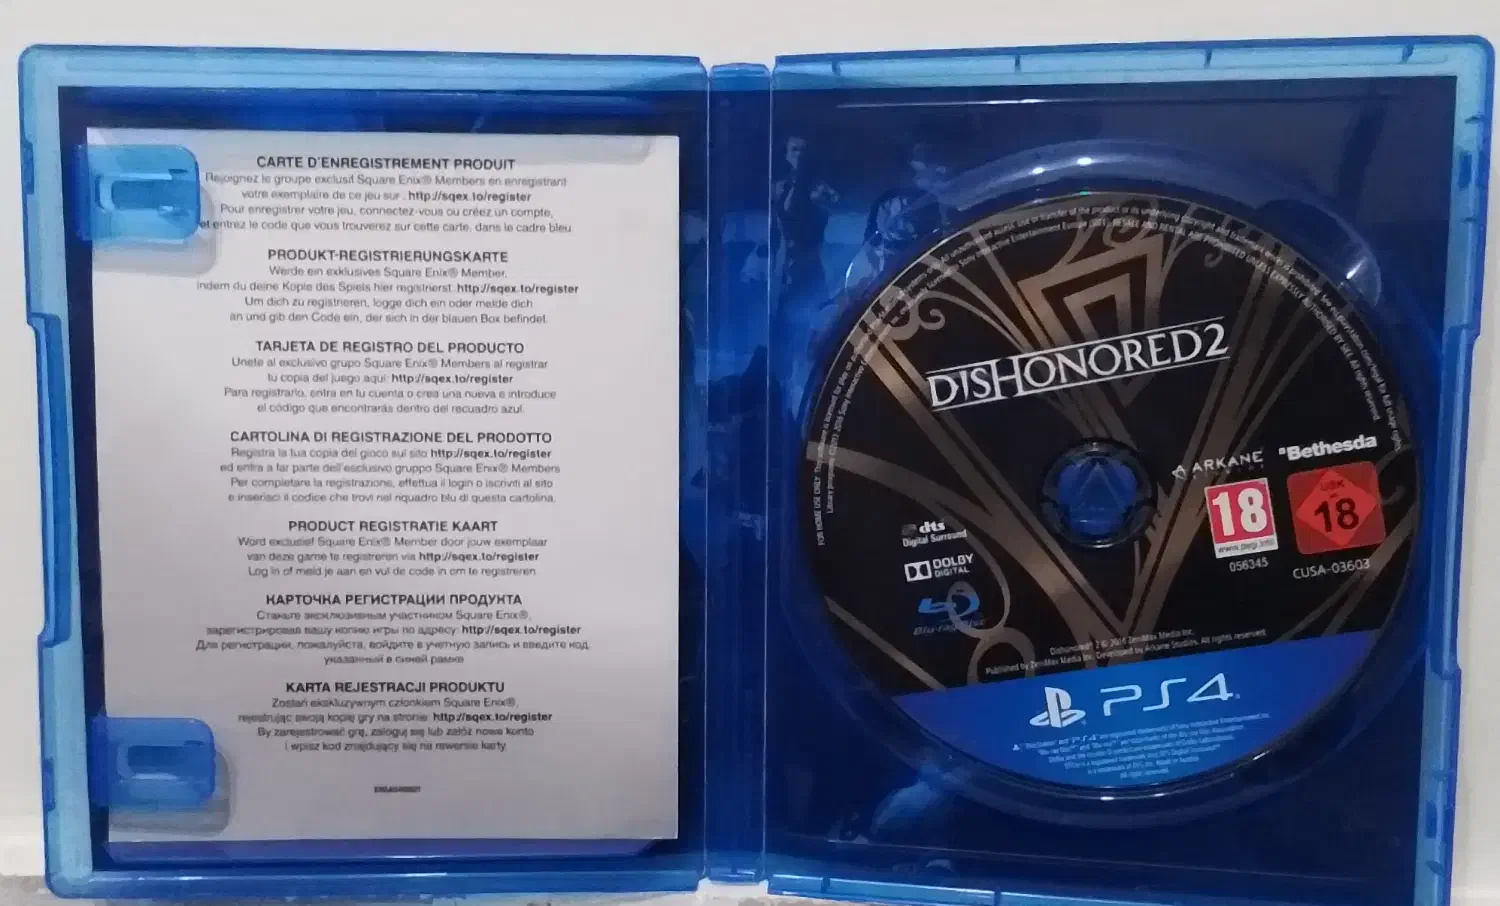 CARTE D'ENREGISTREMENT PRODUIT
Rejoignez le groupe exclusif Square Enix® Members en enregistrant
votre exemplaire de ce jeu sur : http://sqex.to/register
Pour enregistrer votre jeu, connectez-vous ou créez un compte,
et entrez le code que vous trouverez sur cette carte, dans le cadre bleu.
PRODUKT-REGISTRIERUNGSKARTE
Werde ein exklusives Square Enix® Member,
indem du deine Kopie des Spiels hier registrierst: http://sqex.to/register
Um dich zu registrieren, logge dich ein oder melde dich
an und gib den Code ein, der sich in der blauen Box befindet.
TARJETA DE REGISTRO DEL PRODUCTO
Únete al exclusivo grupo Square Enix® Members al registrar
tu copia del juego aquí: http://sqex.to/register
Para registrarlo, entra en tu cuenta o crea una nueva e introduce
el código que encontrarás dentro del recuadro azul.
CARTOLINA DI REGISTRAZIONE DEL PRODOTTO
Registra la tua copia del gioco sul sito http://sqex.to/register
ed entra a far parte dell'esclusivo gruppo Square Enix® Members
Per completare la registrazione, effettua il login o iscriviti al sito
e inserisci il codice che trovi nel riquadro blu di questa cartolina.
PRODUCT REGISTRATIE KAART
Word exclusief Square Enix® Member door jouw exemplaar
van deze game te registreren via http://sqex.to/register
Log in of meld je aan en vul de code in om te registreren
КАРТОЧКА РЕГИСТРАЦИИ ПРОДУКТА
Станьте эксклюзивным участником Square Enix®,
зарегистрировав вашу копию игры по адресу: http://sqex.to/register
Для регистрации, пожалуйста, войдите в учетную запись и введите код,
указанный в синей рамке
KARTA REJESTRACJI PRODUKTU
Zostań ekskluzywnym członkiem Square Enix®,
rejestrując swoją kopię gry na stronie: http://sqex.to/register
By zarejestrować grę, zaloguj się lub załóż nowe konto
i wpisz kod znajdujący się na rewersie karty.
DISHONORED 2
ARKANE
Bethesda
18
www.pegi.info
USK
18
056345
CUSA-03603
dts
Digital Surround
DOLBY
DIGITAL
Blu-ray Disc
Dishonored® 2 © 2016 ZeniMax Media Inc.
Published by ZeniMax Media Inc. Developed by Arkane Studios. All rights reserved.
PS4